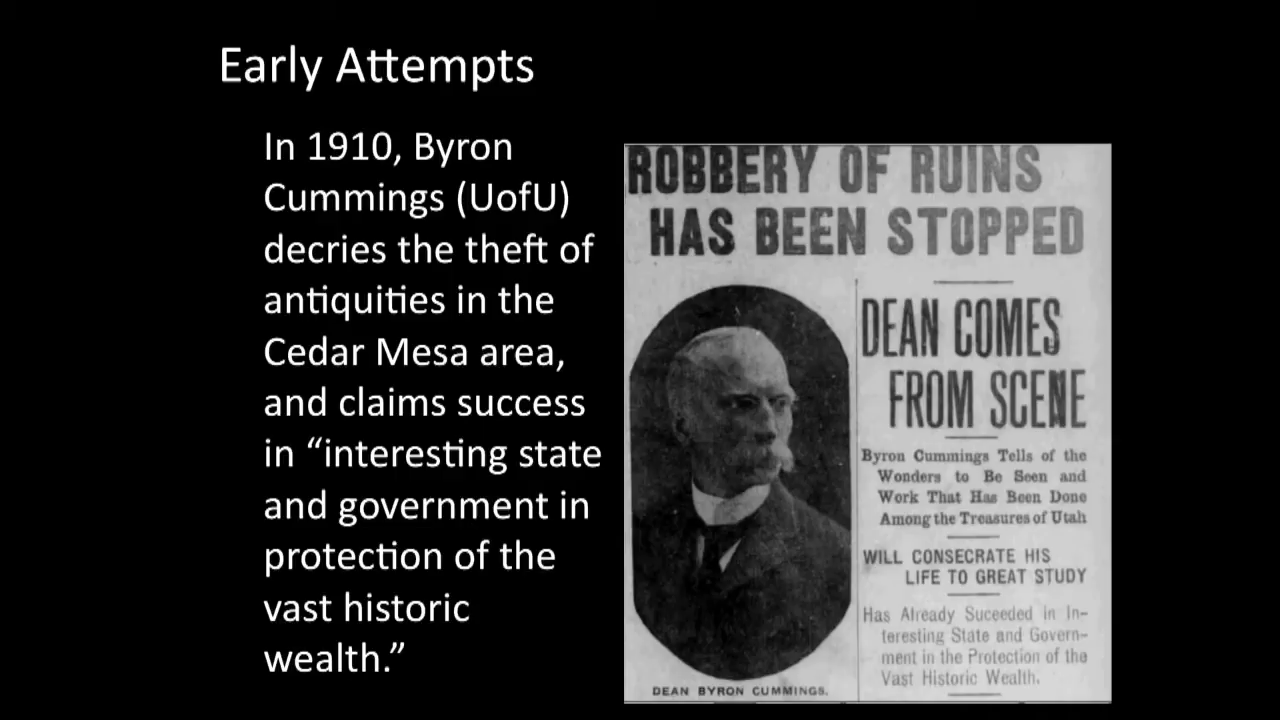 Early Attempts
In 1910, Byron
Cummings (UofU)
decries the theft of
antiquities in the
Cedar Mesa area,
and claims success
in “interesting state
and government in
protection of the
vast historic
wealth.”
ROBBERY OF RUINS
HAS BEEN STOPPED
DEAN COMES
FROM SCENE
Byron Cummings Tells of the
Wonders to Be Seen and
Work That Has Been Done
Among the Treasures of Utah
WILL CONSECRATE HIS
LIFE TO GREAT STUDY
Has Already Suceeded in In-
teresting State and Govern-
ment in the Protection of the
Vast Historic Wealth.
DEAN BYRON CUMMINGS.